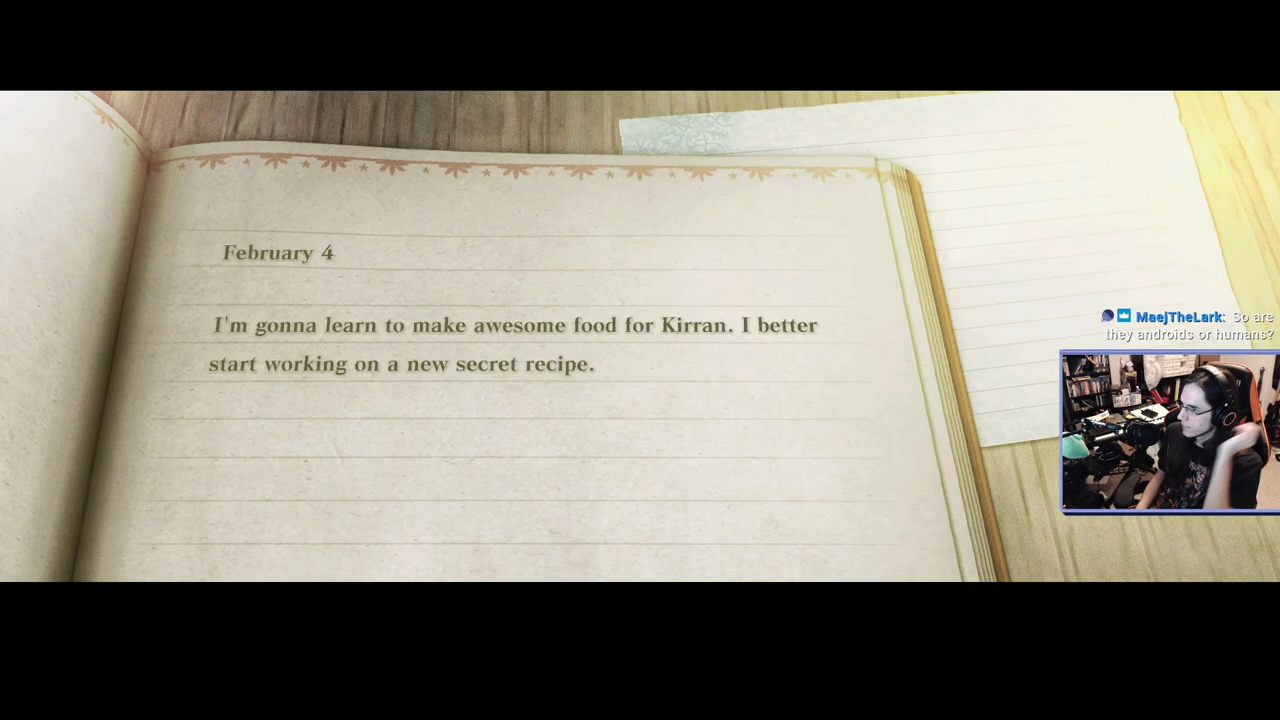 February 4
I'm gonna learn to make awesome food for Kirran. I better
start working on a new secret recipe.
MaejTheLark: So are
they androids or humans?